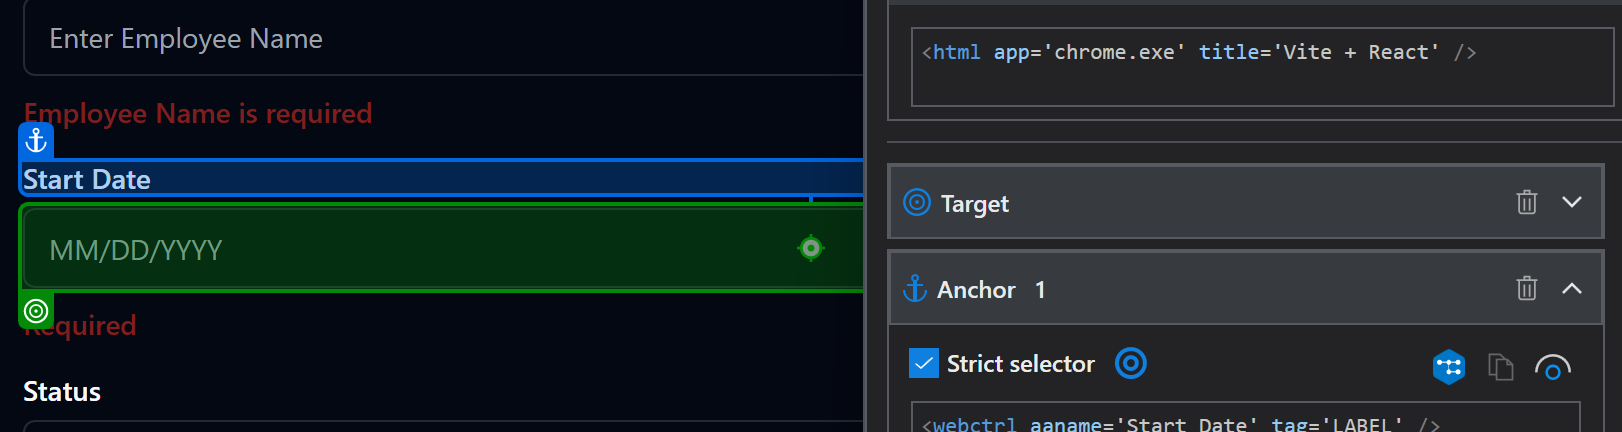 Enter Employee Name
Employee Name is required
Start Date
MM/DD/YYYY
Required
Status
<html app='chrome.exe' title='Vite + React' />
Target
Anchor 1
Strict selector
<webctrl aaname='Start Date' tag='LABEL' />